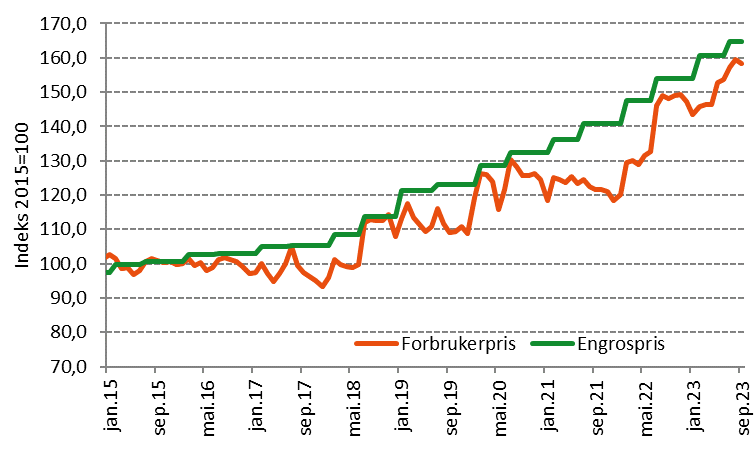 170,0
160,0
150,0
140,0
130,0
120,0
110,0
100,0
90,0
80,0
70,0
Indeks 2015=100
Forbrukerpris
Engrospris
jan.15
sep.15
mai.16
jan.17
sep.17
mai.18
jan.19
sep.19
mai.20
jan.21
sep.21
mai.22
jan.23
sep.23